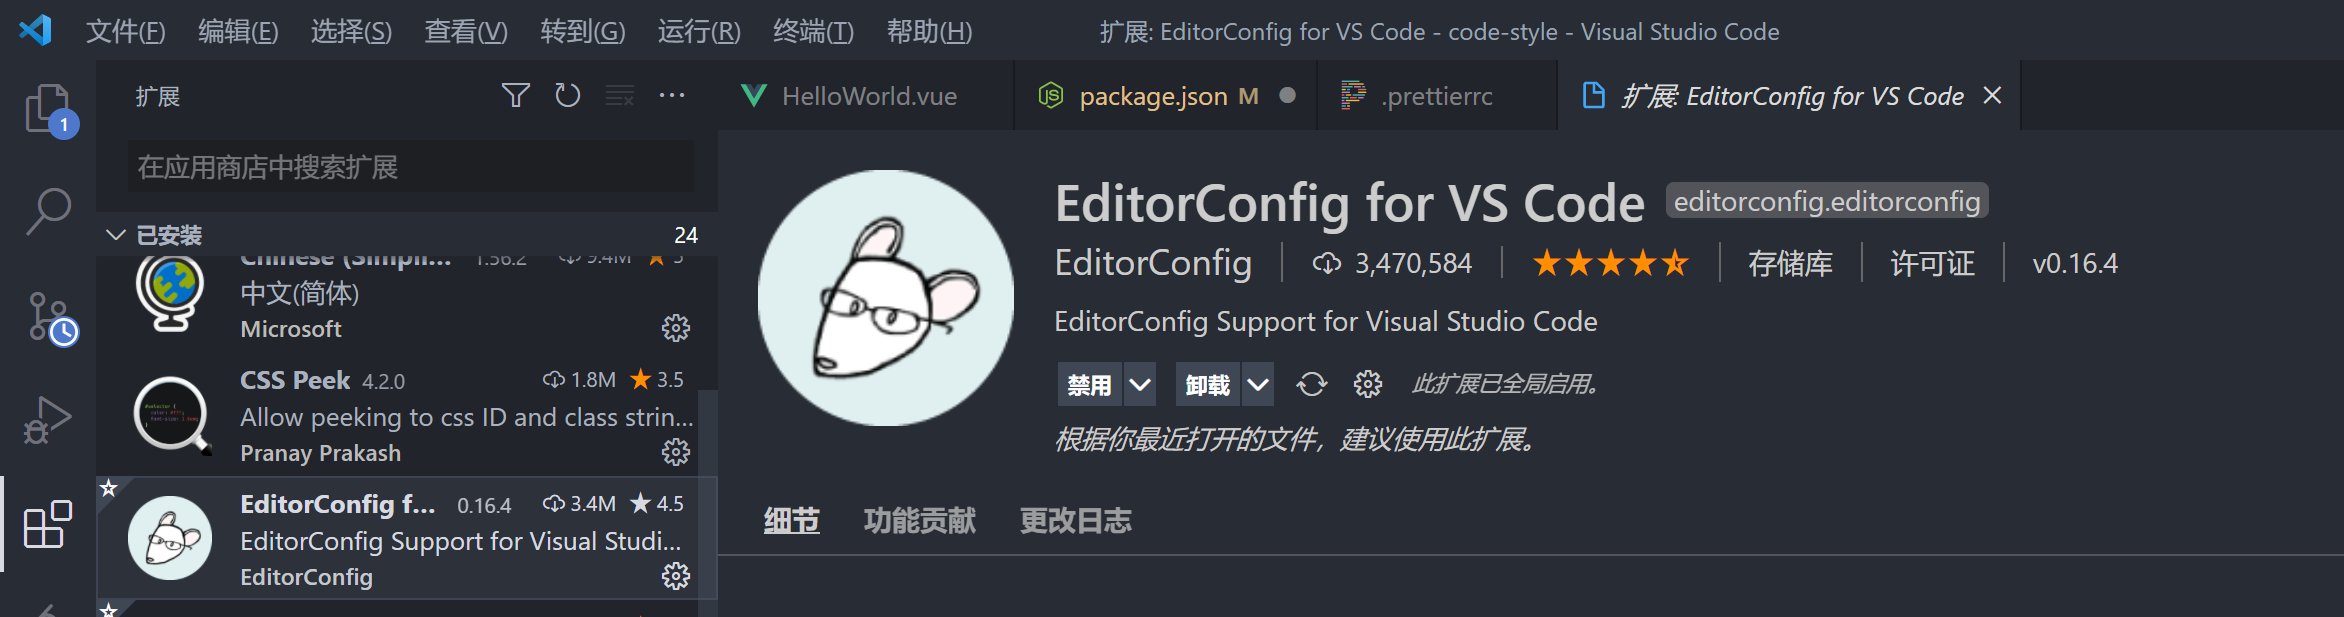 文件(F) 编辑(E) 选择(S) 查看(V) 转到(G) 运行(R) 终端(T) 帮助(H) 扩展: EditorConfig for VS Code - code-style - Visual Studio Code
扩展
HelloWorld.vue
package.json M
.prettierrc
扩展: EditorConfig for VS Code
1
在应用商店中搜索扩展
已安装 24
Chinese (Simpli... 1.56.2 9.4M 5
中文(简体)
Microsoft
CSS Peek 4.2.0 1.8M 3.5
Allow peeking to css ID and class strin...
Pranay Prakash
EditorConfig f... 0.16.4 3.4M 4.5
EditorConfig Support for Visual Studi...
EditorConfig
EditorConfig for VS Code editorconfig.editorconfig
EditorConfig 3,470,584 存储库 许可证 v0.16.4
EditorConfig Support for Visual Studio Code
禁用 卸载 此扩展已全局启用。
根据你最近打开的文件，建议使用此扩展。
细节 功能贡献 更改日志